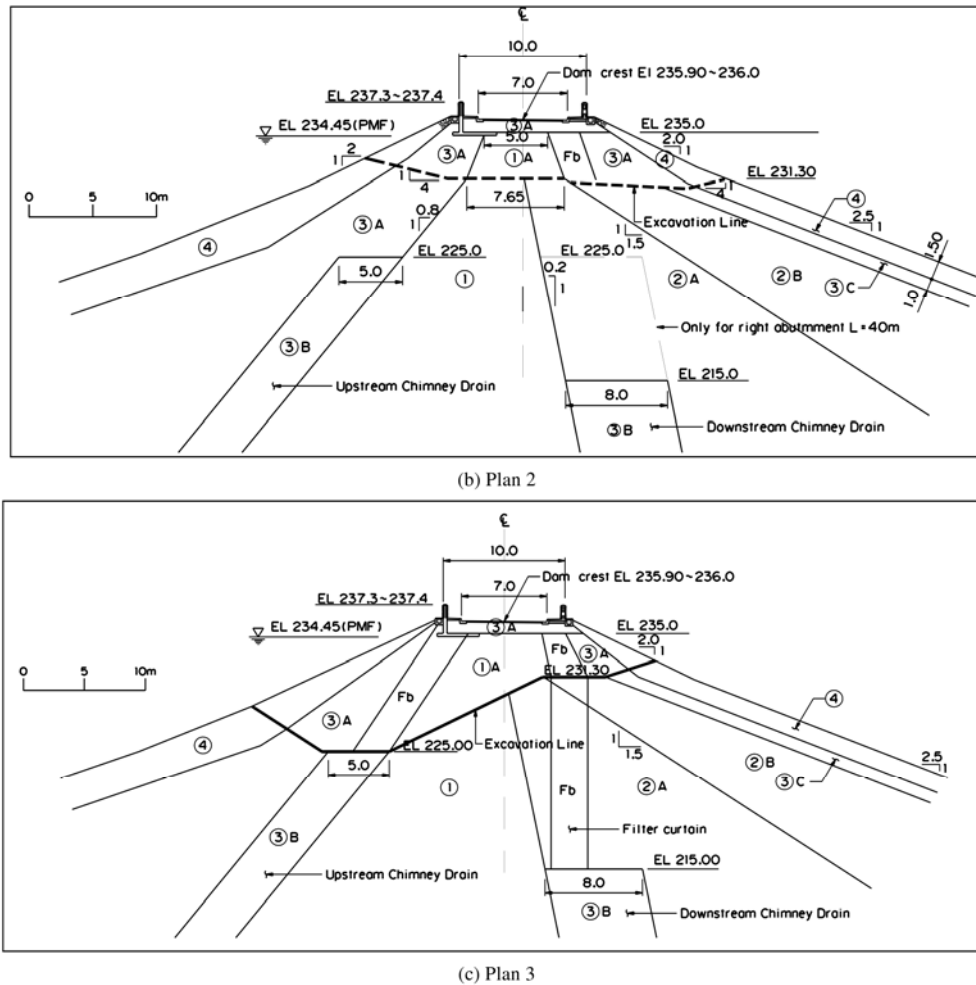 ℄
10.0
Dam crest El 235.90~236.0
7.0
EL 237.3~237.4
EL 234.45(PMF)
③A
EL 235.0
5.0
2.0
1
2
1
③A
①A
Fb
③A
④
EL 231.30
1
4
1
4
0 5 10m
7.65
Excavation Line
④
2.5
1
③A
0.8
1
1
1.5
④
EL 225.0
EL 225.0
1.50
5.0
①
0.2
1
②A
②B
③C
1.0
Only for right abutmment L=40m
③B
EL 215.0
Upstream Chimney Drain
8.0
③B
Downstream Chimney Drain
(b) Plan 2
℄
10.0
Dam crest EL 235.90~236.0
7.0
EL 237.3~237.4
EL 234.45(PMF)
③A
EL 235.0
2.0
1
Fb
③A
0 5 10m
①A
EL 231.30
Fb
④
③A
④
EL 225.00
Excavation Line
1
1.5
2.5
1
5.0
①
②B
③C
Fb
②A
③B
Filter curtain
EL 215.00
Upstream Chimney Drain
8.0
③B
Downstream Chimney Drain
(c) Plan 3